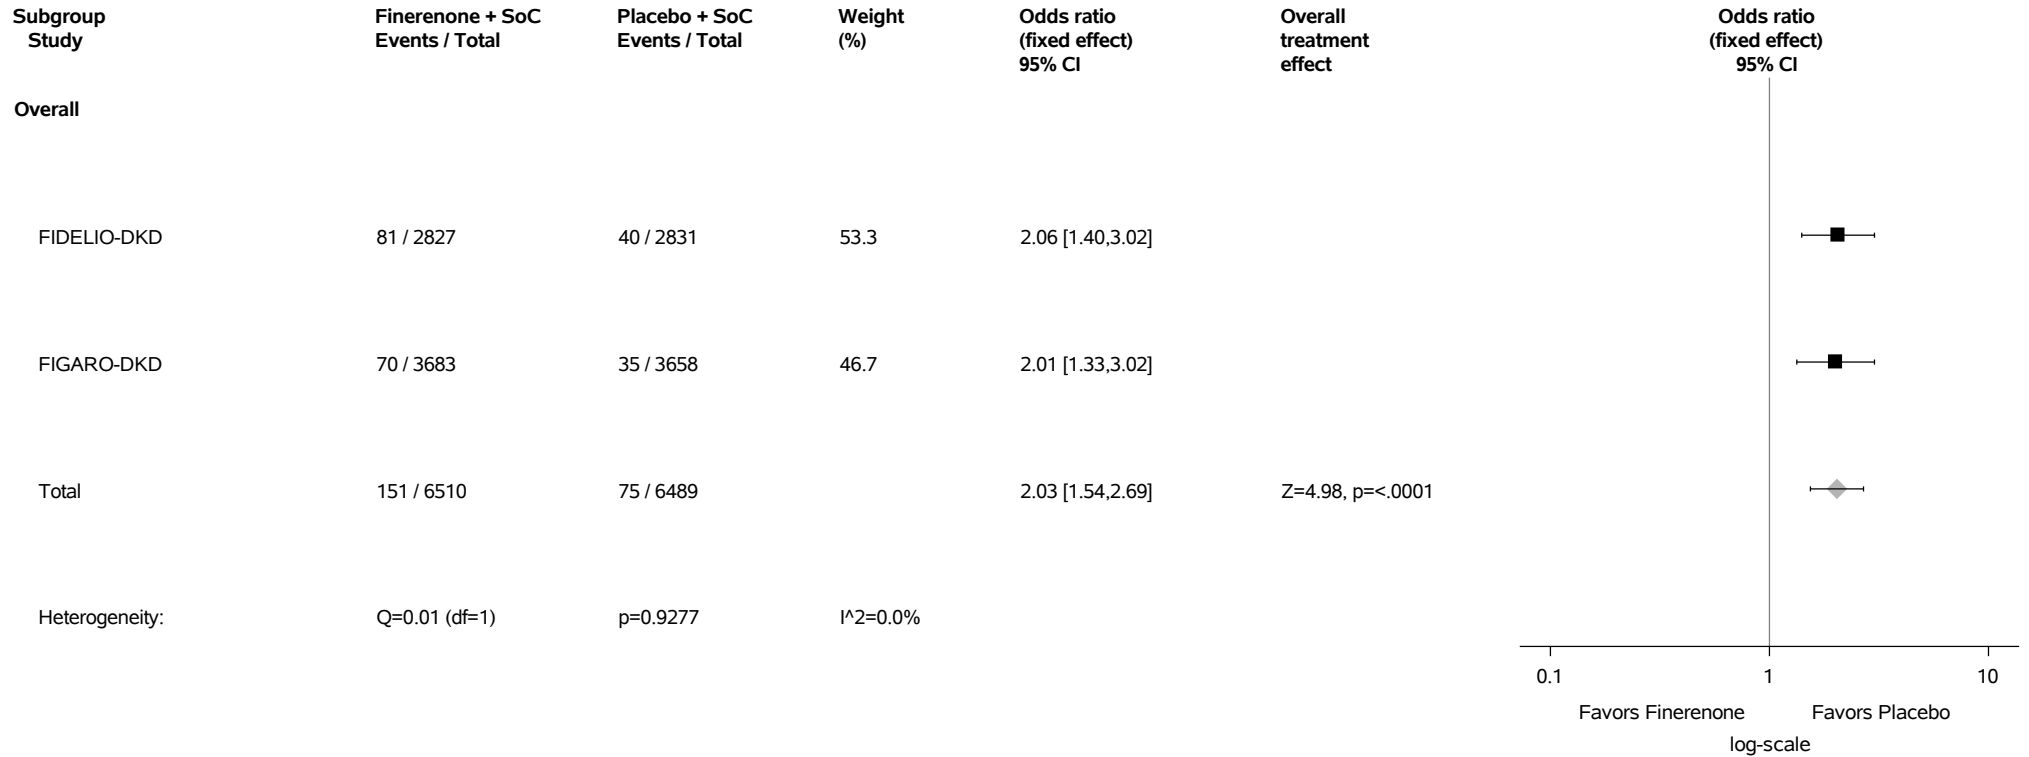 Subgroup Finerenone + SoC Placebo + SoC Weight Odds ratio Overall Odds ratio
Study Events / Total Events / Total (%) (fixed effect) treatment (fixed effect)
95% CI effect 95% CI
Overall
FIDELIO-DKD 81 / 2827 40 / 2831 53.3 2.06 [1.40,3.02]
FIGARO-DKD 70 / 3683 35 / 3658 46.7 2.01 [1.33,3.02]
Total 151 / 6510 75 / 6489 2.03 [1.54,2.69] Z=4.98, p=<.0001
Heterogeneity: Q=0.01 (df=1) p=0.9277 I^2=0.0%
0.1 1 10
Favors Finerenone Favors Placebo
log-scale